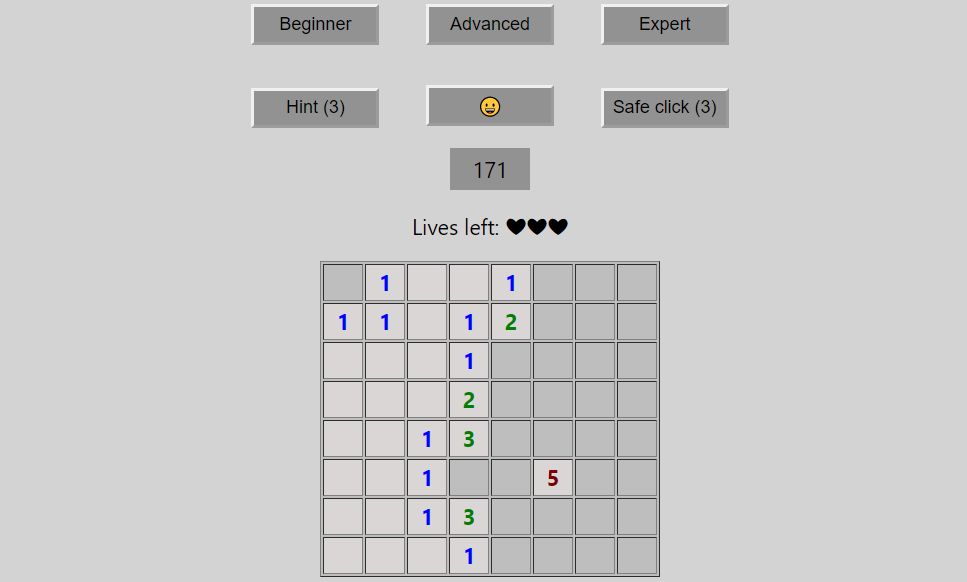 Beginner Advanced Expert
Hint (3) 😀 Safe click (3)
171
Lives left: 🖤🖤🖤
1 1
1 1 1 2
1
2
1 3
1 5
1 3
1